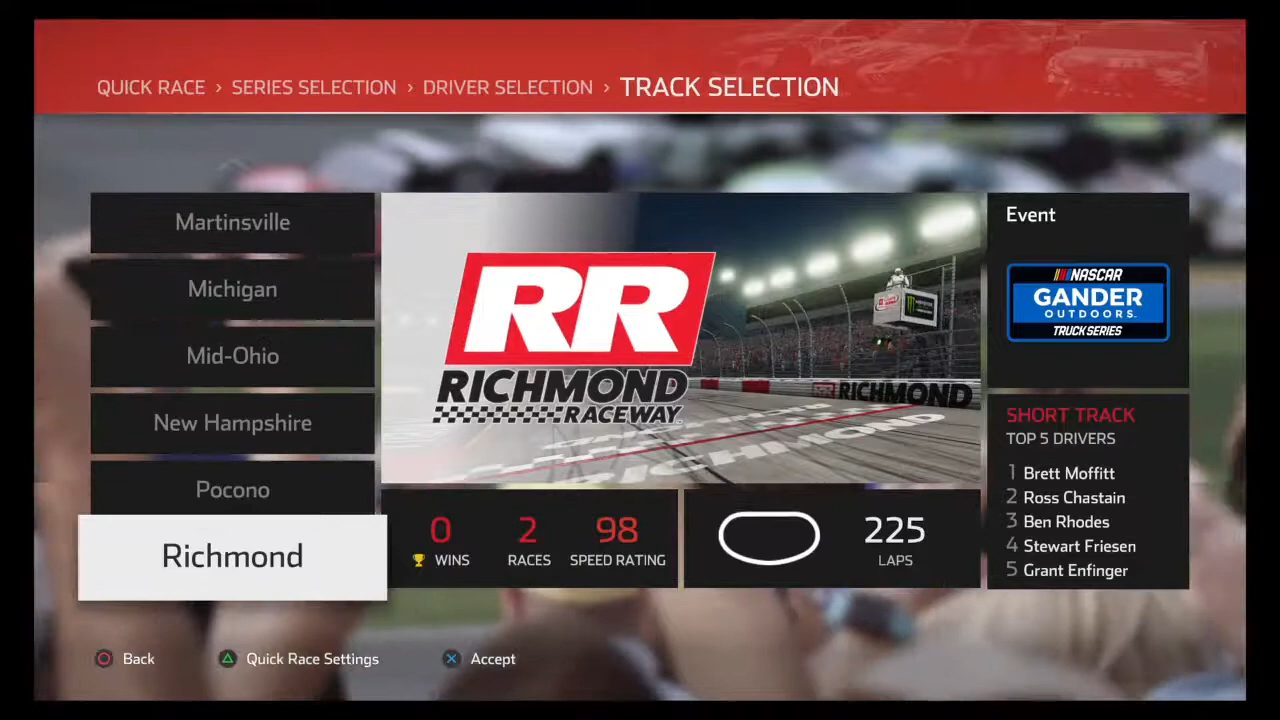 QUICK RACE › SERIES SELECTION › DRIVER SELECTION › TRACK SELECTION
Martinsville
Michigan
Mid-Ohio
New Hampshire
Pocono
Richmond
RR
RICHMOND
RACEWAY
RICHMOND
RICHMOND
0 WINS
2 RACES
98 SPEED RATING
225 LAPS
Event
NASCAR
GANDER
OUTDOORS
TRUCK SERIES
SHORT TRACK
TOP 5 DRIVERS
1 Brett Moffitt
2 Ross Chastain
3 Ben Rhodes
4 Stewart Friesen
5 Grant Enfinger
Back
Quick Race Settings
Accept